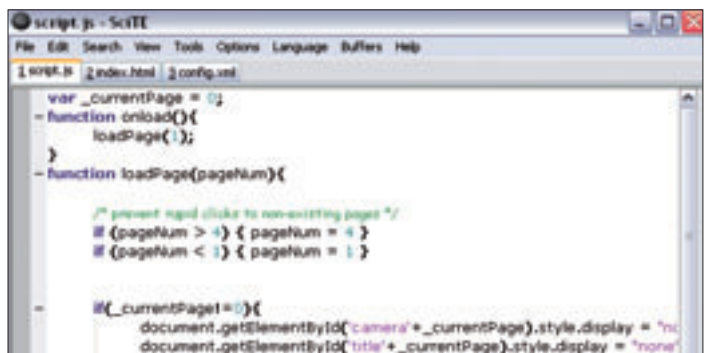 script.js - SciTE
File Edit Search View Tools Options Language Buffers Help
1 script.js 2 index.html 3 config.xml
var _currentPage = 0;
function onload(){
loadPage(1);
}
function loadPage(pageNum){
/* prevent rapid clicks to non-existing pages */
if (pageNum > 4) { pageNum = 4 }
if (pageNum < 1) { pageNum = 1 }
if(_currentPage!=0){
document.getElementById('camera'+_currentPage).style.display = "no
document.getElementById('title'+_currentPage).style.display = "none"